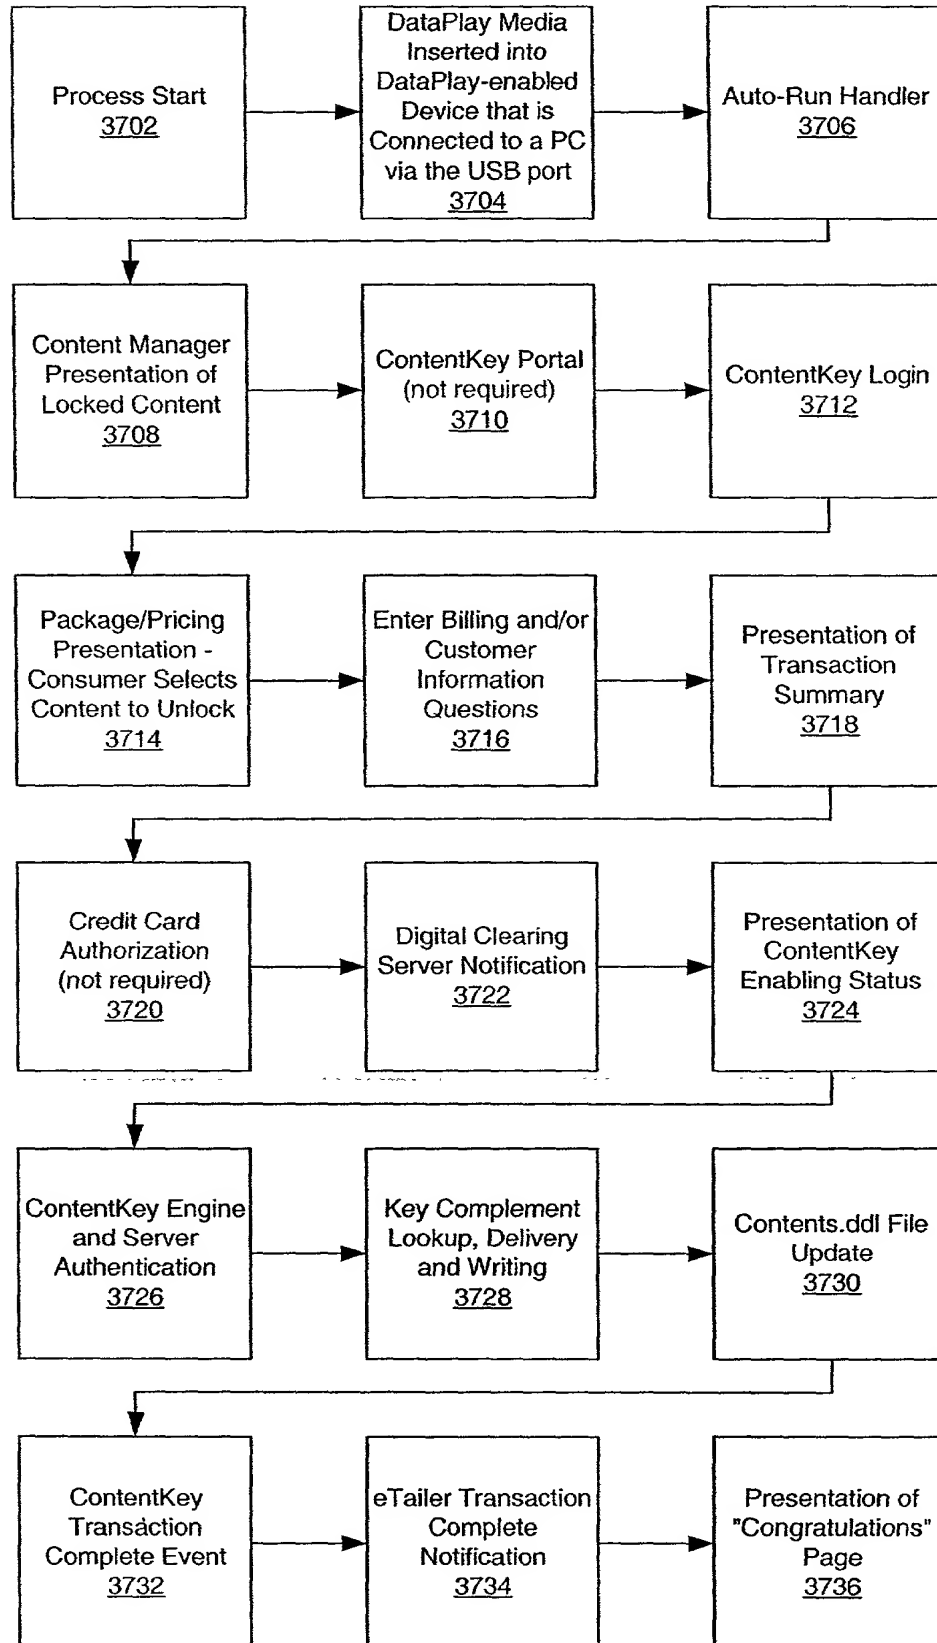 Process Start
3702
DataPlay Media
Inserted into
DataPlay-enabled
Device that is
Connected to a PC
via the USB port
3704
Auto-Run Handler
3706
Content Manager
Presentation of
Locked Content
3708
ContentKey Portal
(not required)
3710
ContentKey Login
3712
Package/Pricing
Presentation -
Consumer Selects
Content to Unlock
3714
Enter Billing and/or
Customer
Information
Questions
3716
Presentation of
Transaction
Summary
3718
Credit Card
Authorization
(not required)
3720
Digital Clearing
Server Notification
3722
Presentation of
ContentKey
Enabling Status
3724
ContentKey Engine
and Server
Authentication
3726
Key Complement
Lookup, Delivery
and Writing
3728
Contents.ddl File
Update
3730
ContentKey
Transaction
Complete Event
3732
eTailer Transaction
Complete
Notification
3734
Presentation of
"Congratulations"
Page
3736